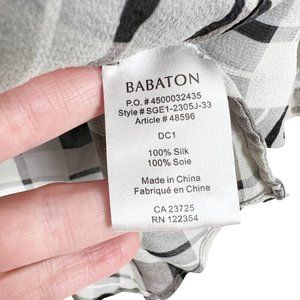 BABATON
P.O. # 4500032435
Style # SGE1-2305J-33
Article # 48596
DC1
100% Silk
100% Soie
Made in China
Fabriqué en Chine
CA 23725
RN 122354